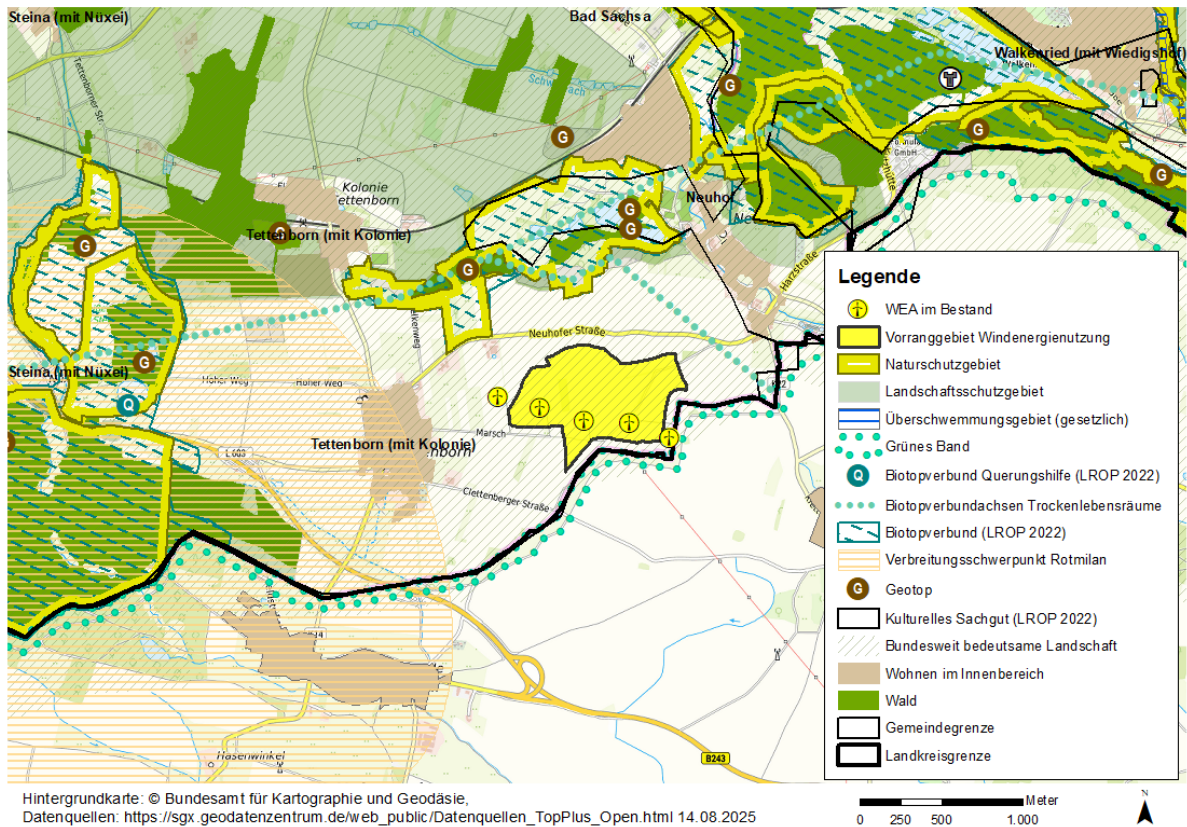 Steina (mit Nüxei)
Bad Sachsa
Walkenried (mit Wiedigshof)
Tettenborner Str.
G
G
G
G
Kolonie
Tettenborn (mit Kolonie)
G
G
G
Neuhof
G
G
Harzstraße
Neuhofer Straße
Steina (mit Nüxei)
G
Hoher Weg
Hoher Weg
Q
Marsch
Tettenborn (mit Kolonie)
Clettenberger Straße
Hasenwinkel
B243
Legende
WEA im Bestand
Vorranggebiet Windenergienutzung
Naturschutzgebiet
Landschaftsschutzgebiet
Überschwemmungsgebiet (gesetzlich)
Grünes Band
Q Biotopverbund Querungshilfe (LROP 2022)
Biotopverbundachsen Trockenlebensräume
Biotopverbund (LROP 2022)
Verbreitungsschwerpunkt Rotmilan
G Geotop
Kulturelles Sachgut (LROP 2022)
Bundesweit bedeutsame Landschaft
Wohnen im Innenbereich
Wald
Gemeindegrenze
Landkreisgrenze
Hintergrundkarte: © Bundesamt für Kartographie und Geodäsie,
Datenquellen: https://sgx.geodatenzentrum.de/web_public/Datenquellen_TopPlus_Open.html 14.08.2025
Meter
0 250 500 1.000
N